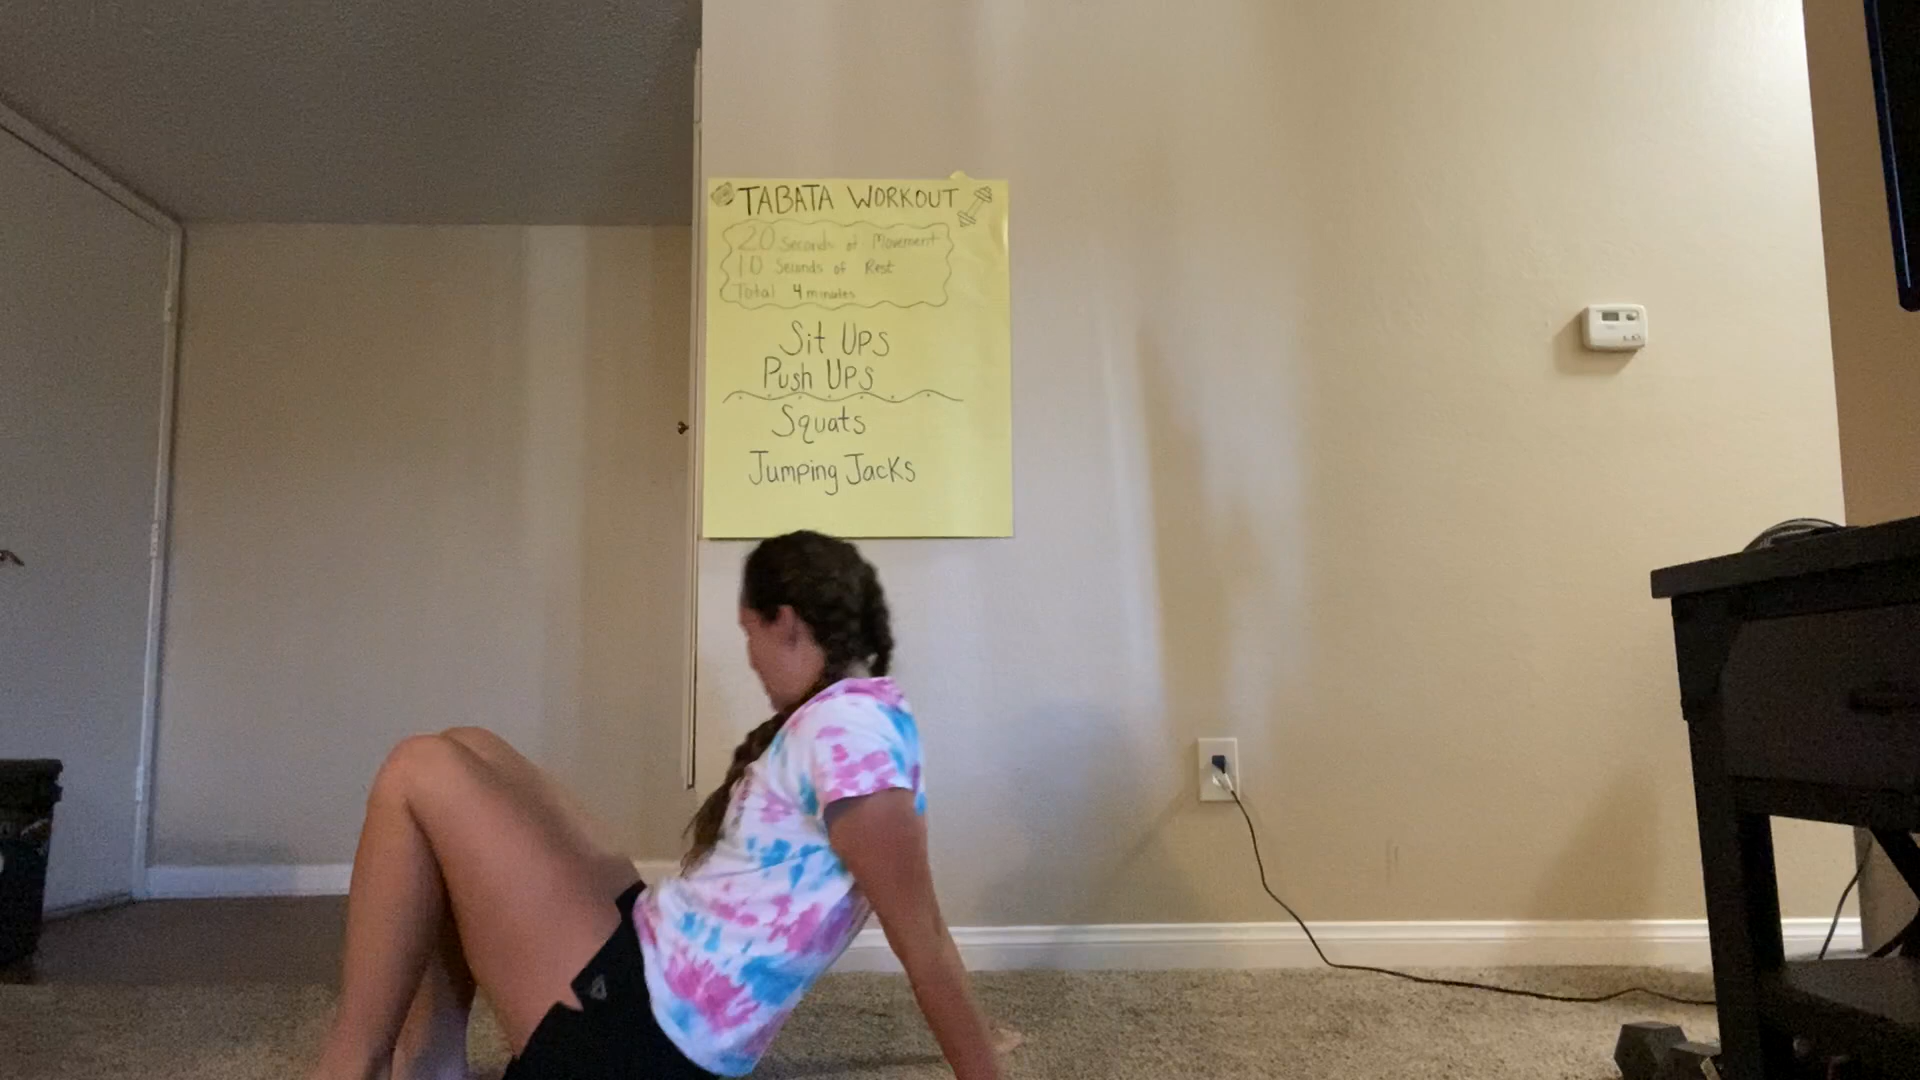 TABATA WORKOUT
20 Seconds of Movement
10 Seconds of Rest
Total 4 minutes
Sit Ups
Push Ups
Squats
Jumping Jacks